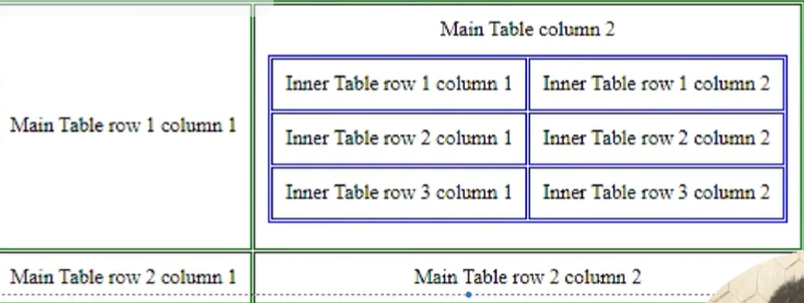 Main Table row 1 column 1
Main Table column 2
Inner Table row 1 column 1
Inner Table row 1 column 2
Inner Table row 2 column 1
Inner Table row 2 column 2
Inner Table row 3 column 1
Inner Table row 3 column 2
Main Table row 2 column 1
Main Table row 2 column 2